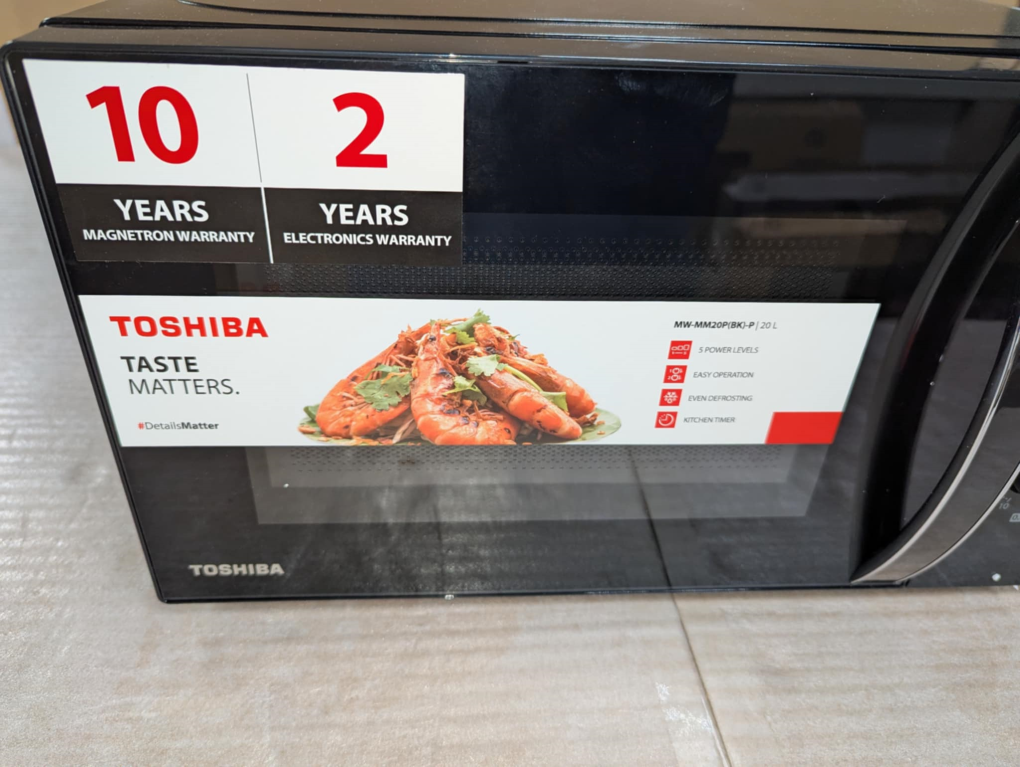 10
YEARS
MAGNETRON WARRANTY
2
YEARS
ELECTRONICS WARRANTY
TOSHIBA
TASTE
MATTERS.
#DetailsMatter
MW-MM20P(BK)-P | 20 L
5 POWER LEVELS
EASY OPERATION
EVEN DEFROSTING
KITCHEN TIMER
TOSHIBA
10